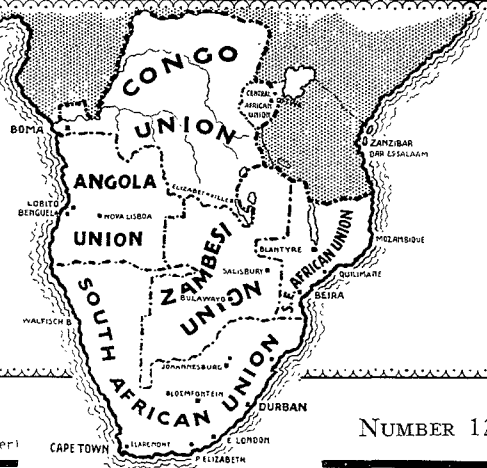 CONGO
UNION
CENTRAL
AFRICAN
UNION
BOMA
ZANZIBAR
DAR ESSALAAM
ANGOLA
ELIZABETHVILLE
LOBITO
BENGUELA
NOVA LISBOA
UNION
MOZAMBIQUE
BLANTYRE
S.E. AFRICAN UNION
ZAMBESI
UNION
SALISBURY
QUILIMANE
BULAWAYO
BEIRA
WALFISCH B.
SOUTH AFRICAN UNION
JOHANNESBURG
BLOEMFONTEIN
DURBAN
NUMBER 12
CAPE TOWN
CLAREMONT
E. LONDON
P. ELIZABETH